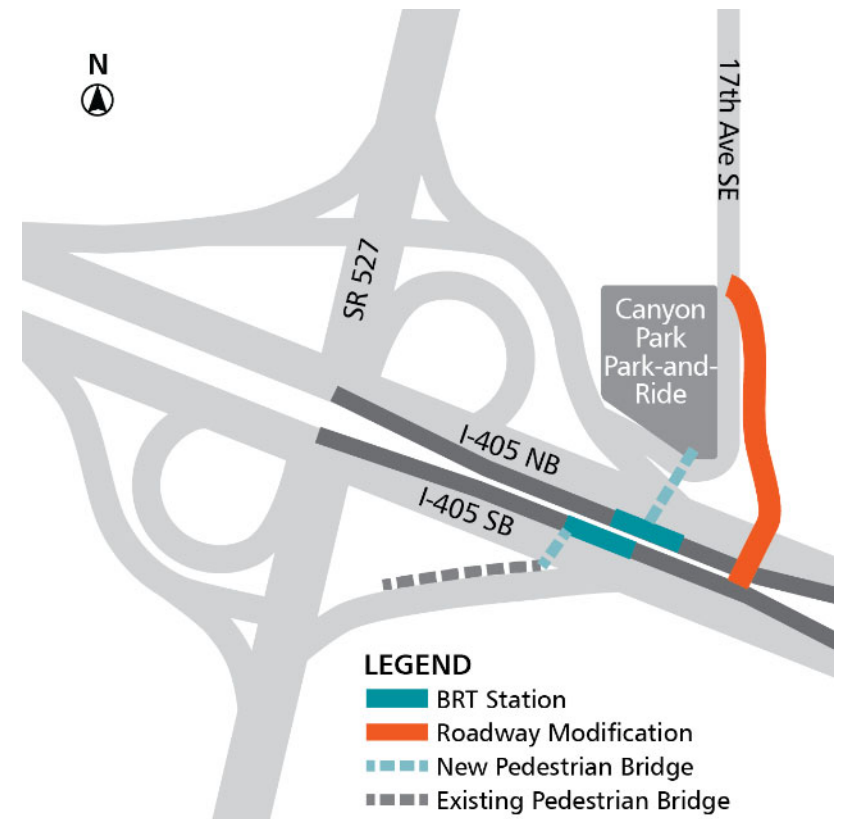 N
17th Ave SE
SR 527
Canyon
Park
Park-and-
Ride
I-405 NB
I-405 SB
LEGEND
BRT Station
Roadway Modification
New Pedestrian Bridge
Existing Pedestrian Bridge